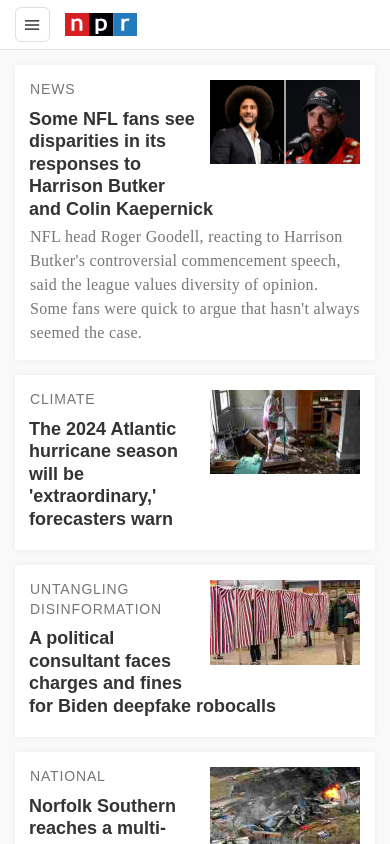 npr
NEWS
Some NFL fans see
disparities in its
responses to
Harrison Butker
and Colin Kaepernick
NFL head Roger Goodell, reacting to Harrison
Butker's controversial commencement speech,
said the league values diversity of opinion.
Some fans were quick to argue that hasn't always
seemed the case.
CLIMATE
The 2024 Atlantic
hurricane season
will be
'extraordinary,'
forecasters warn
UNTANGLING
DISINFORMATION
A political
consultant faces
charges and fines
for Biden deepfake robocalls
NATIONAL
Norfolk Southern
reaches a multi-